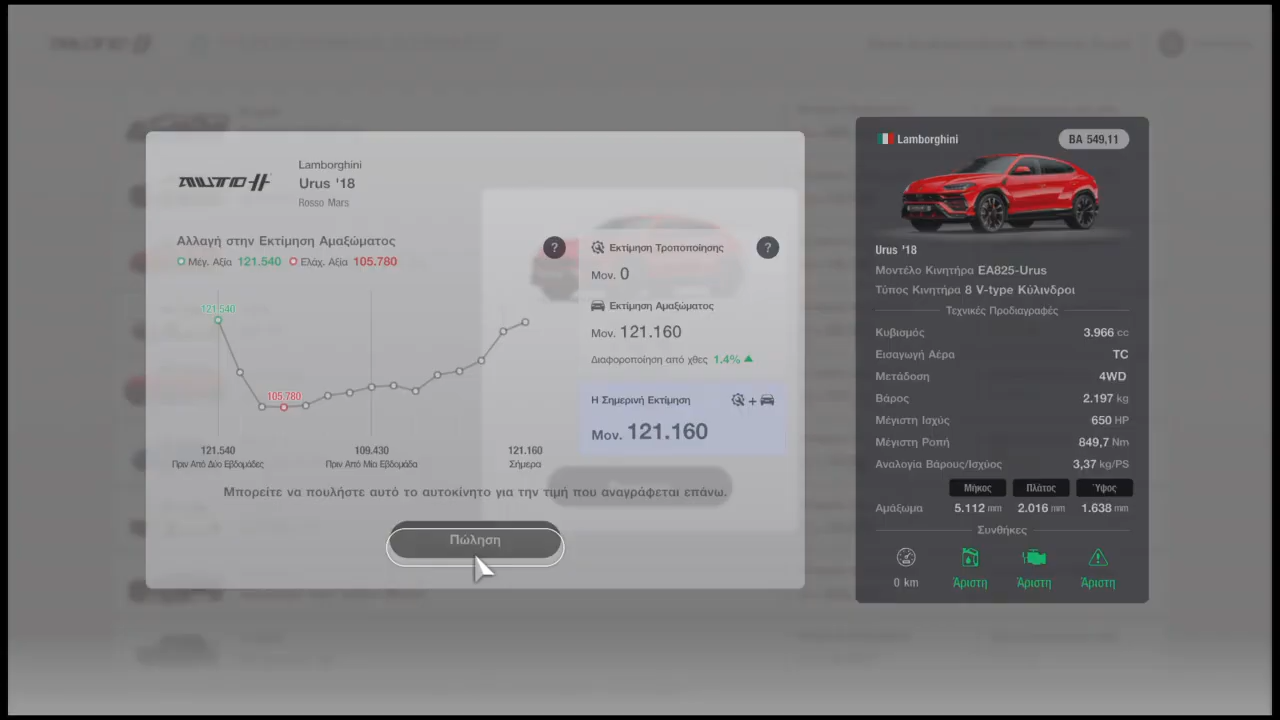 AUTO
Lamborghini
Urus '18
Rosso Mars
Αλλαγή στην Εκτίμηση Αμαξώματος
?
Μέγ. Αξία 121.540 Ελάχ. Αξία 105.780
121.540
105.780
121.540
109.430
121.160
Πριν Από Δύο Εβδομάδες
Πριν Από Μία Εβδομάδα
Σήμερα
Εκτίμηση Τροποποίησης
?
Μον. 0
Εκτίμηση Αμαξώματος
Μον. 121.160
Διαφοροποίηση από χθες 1.4%
Η Σημερινή Εκτίμηση
+
Μον. 121.160
Μπορείτε να πουλήστε αυτό το αυτοκίνητο για την τιμή που αναγράφεται επάνω.
Πώληση
Lamborghini
ΒΑ 549,11
Urus '18
Μοντέλο Κινητήρα EA825-Urus
Τύπος Κινητήρα 8 V-type Κύλινδροι
Τεχνικές Προδιαγραφές
Κυβισμός 3.966 cc
Εισαγωγή Αέρα TC
Μετάδοση 4WD
Βάρος 2.197 kg
Μέγιστη Ισχύς 650 HP
Μέγιστη Ροπή 849,7 Nm
Αναλογία Βάρους/Ισχύος 3,37 kg/PS
Μήκος Πλάτος Ύψος
Αμάξωμα 5.112 mm 2.016 mm 1.638 mm
Συνθήκες
0 km Άριστη Άριστη Άριστη